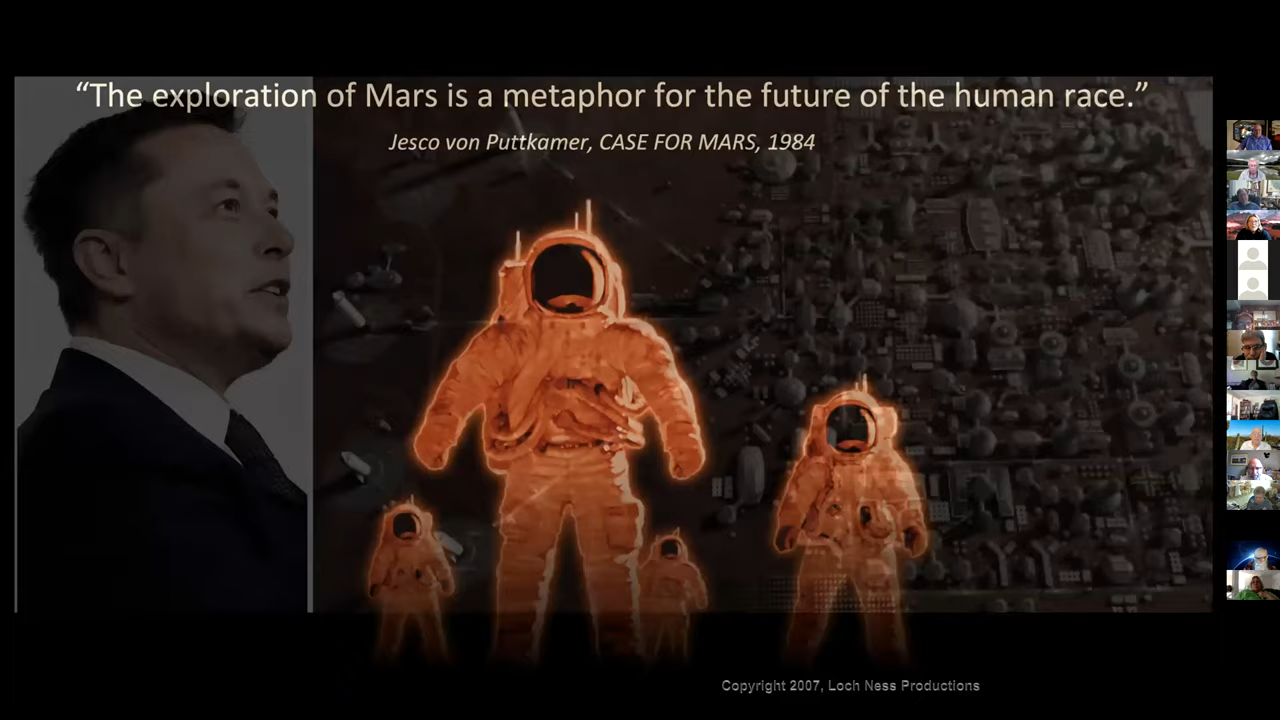 “The exploration of Mars is a metaphor for the future of the human race.”
Jesco von Puttkamer, CASE FOR MARS, 1984
Copyright 2007, Loch Ness Productions